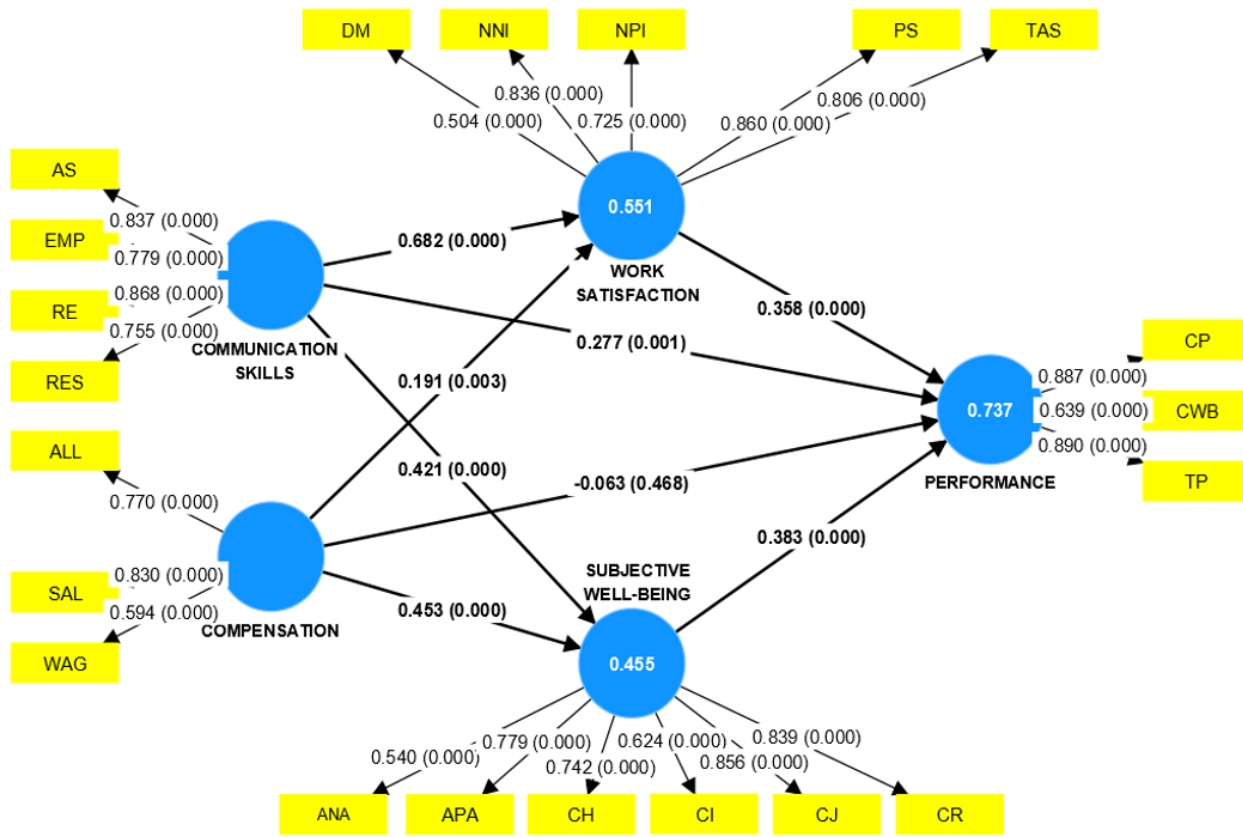 DM
NNI
NPI
PS
TAS
0.836 (0.000)
0.504 (0.000)
0.725 (0.000)
0.806 (0.000)
0.860 (0.000)
AS
0.837 (0.000)
EMP
0.779 (0.000)
0.868 (0.000)
RE
0.755 (0.000)
RES
COMMUNICATION
SKILLS
0.551
WORK
SATISFACTION
0.682 (0.000)
0.277 (0.001)
0.358 (0.000)
0.191 (0.003)
0.421 (0.000)
-0.063 (0.468)
0.383 (0.000)
0.453 (0.000)
0.737
PERFORMANCE
CP
0.887 (0.000)
0.639 (0.000)
CWB
0.890 (0.000)
TP
ALL
0.770 (0.000)
SAL
0.830 (0.000)
0.594 (0.000)
WAG
COMPENSATION
SUBJECTIVE
WELL-BEING
0.455
0.540 (0.000)
0.779 (0.000)
0.742 (0.000)
0.624 (0.000)
0.856 (0.000)
0.839 (0.000)
ANA
APA
CH
CI
CJ
CR